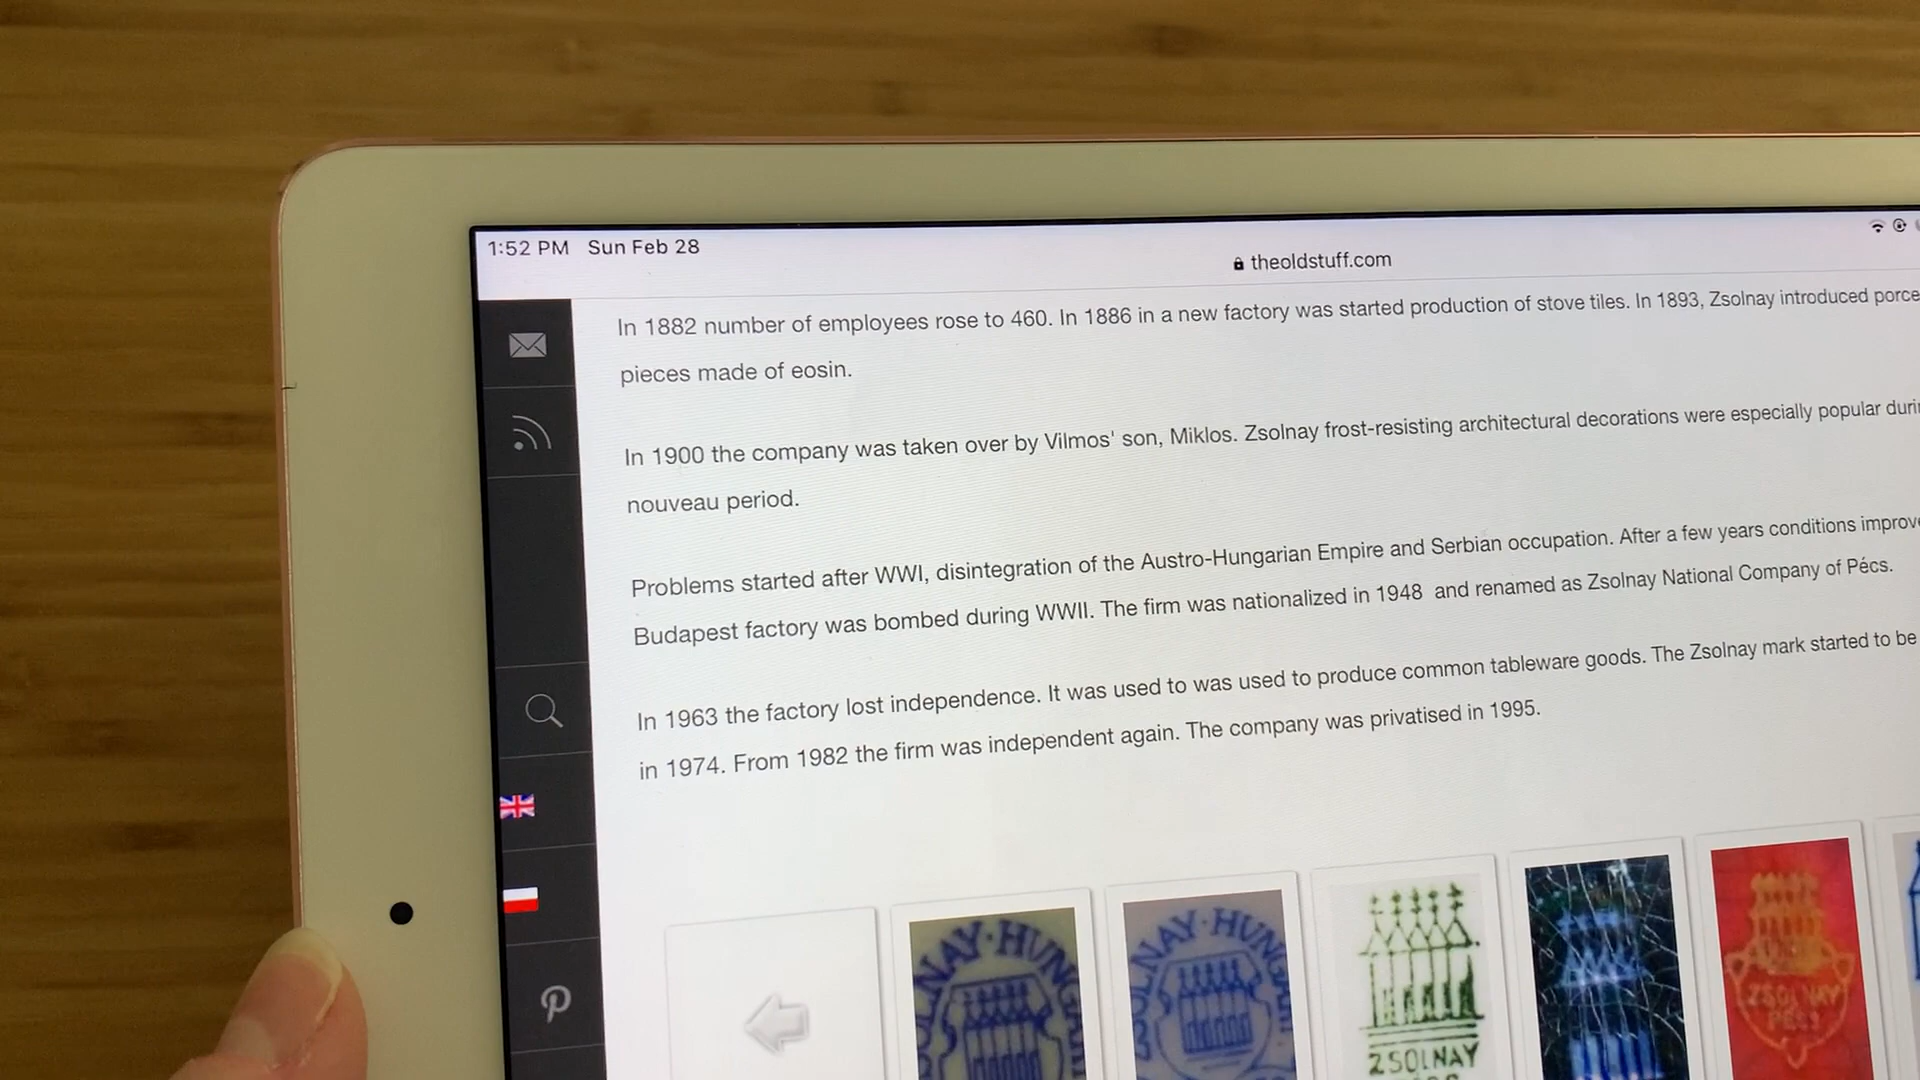 1:52 PM Sun Feb 28
theoldstuff.com
In 1882 number of employees rose to 460. In 1886 in a new factory was started production of stove tiles. In 1893, Zsolnay introduced porce
pieces made of eosin.
In 1900 the company was taken over by Vilmos' son, Miklos. Zsolnay frost-resisting architectural decorations were especially popular duri
nouveau period.
Problems started after WWI, disintegration of the Austro-Hungarian Empire and Serbian occupation. After a few years conditions improve
Budapest factory was bombed during WWII. The firm was nationalized in 1948 and renamed as Zsolnay National Company of Pécs.
In 1963 the factory lost independence. It was used to was used to produce common tableware goods. The Zsolnay mark started to be
in 1974. From 1982 the firm was independent again. The company was privatised in 1995.
OLNAY·HUNGAR
SOLNAY·HUNGAR
ZSOLNAY
ZSOLNAY
PECS